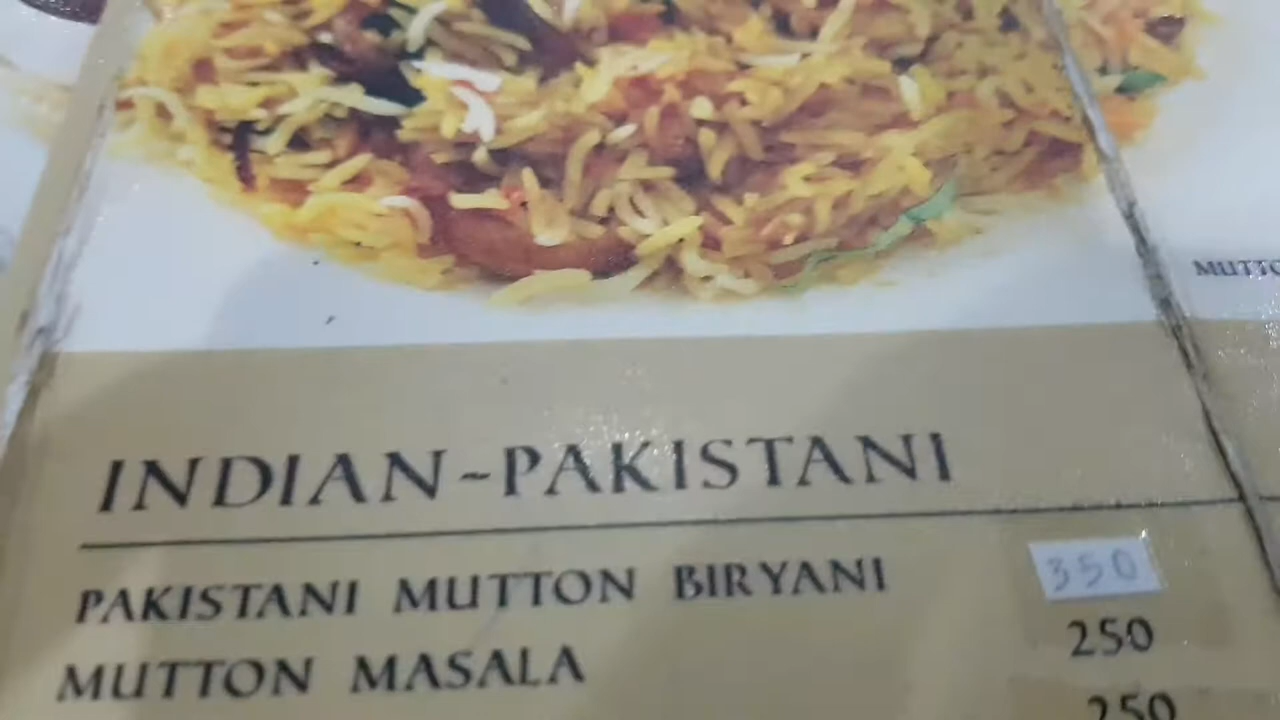 MUTTO
INDIAN~PAKISTANI
PAKISTANI MUTTON BIRYANI 350
MUTTON MASALA 250
250